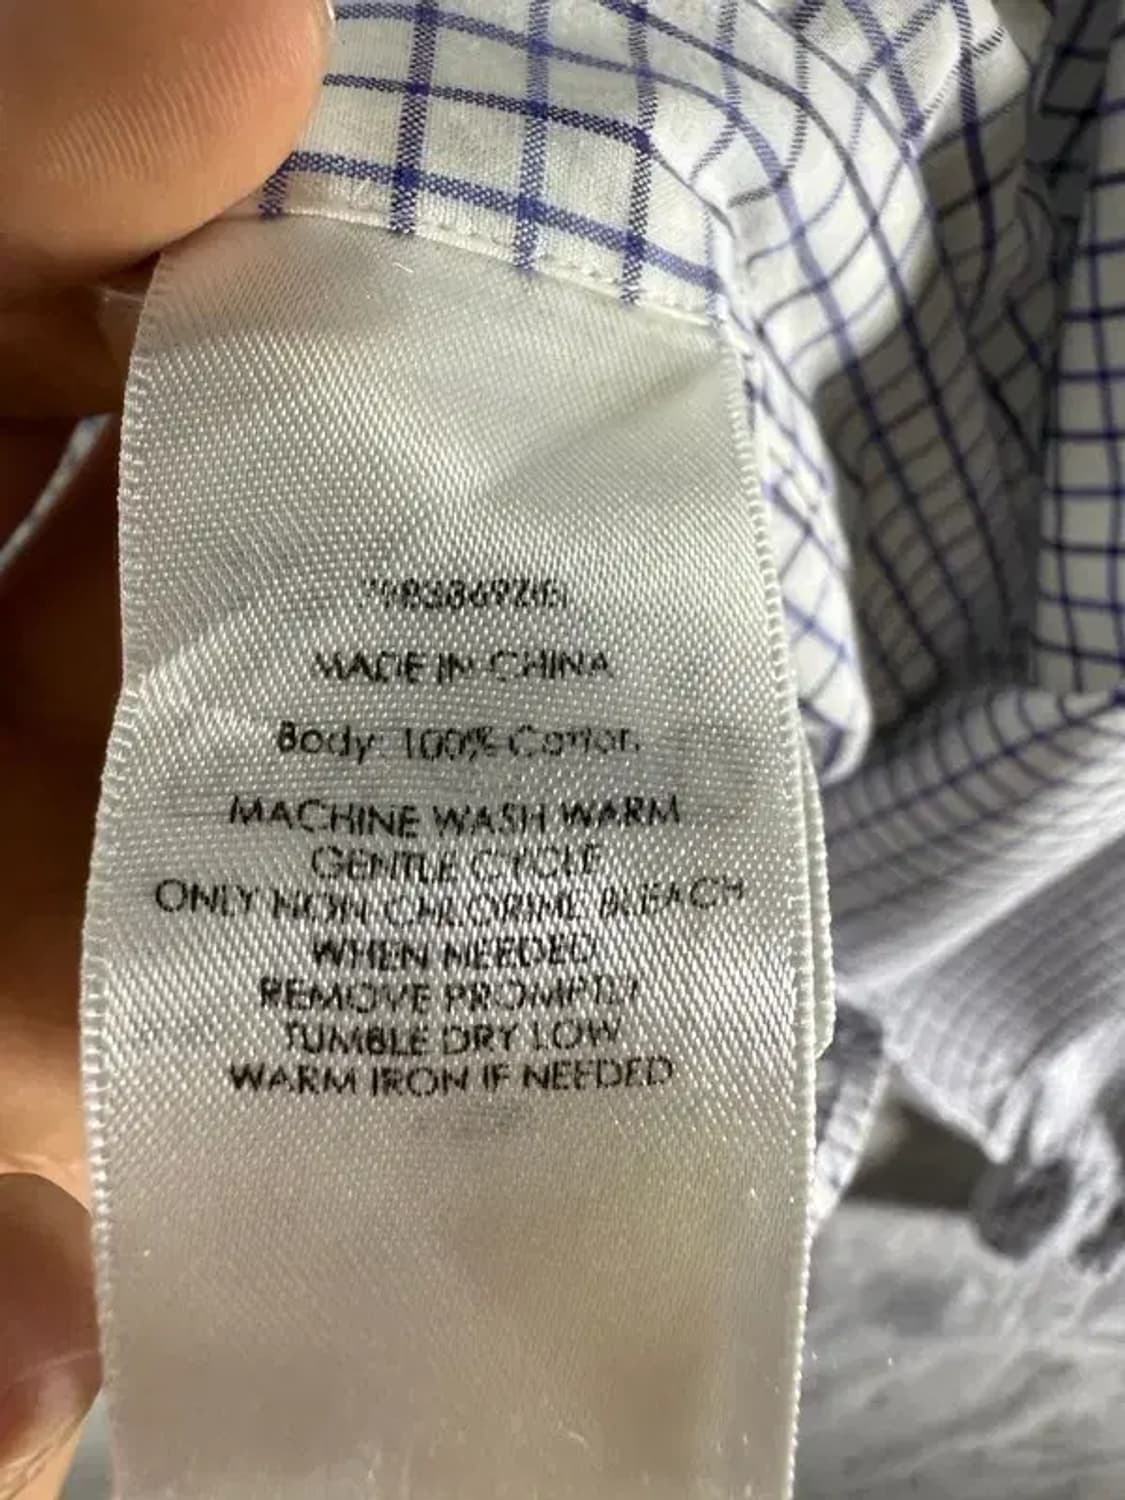 MADE IN CHINA
Body: 100% Cotton
MACHINE WASH WARM
GENTLE CYCLE
ONLY NON-CHLORINE BLEACH
WHEN NEEDED
REMOVE PROMPTLY
TUMBLE DRY LOW
WARM IRON IF NEEDED